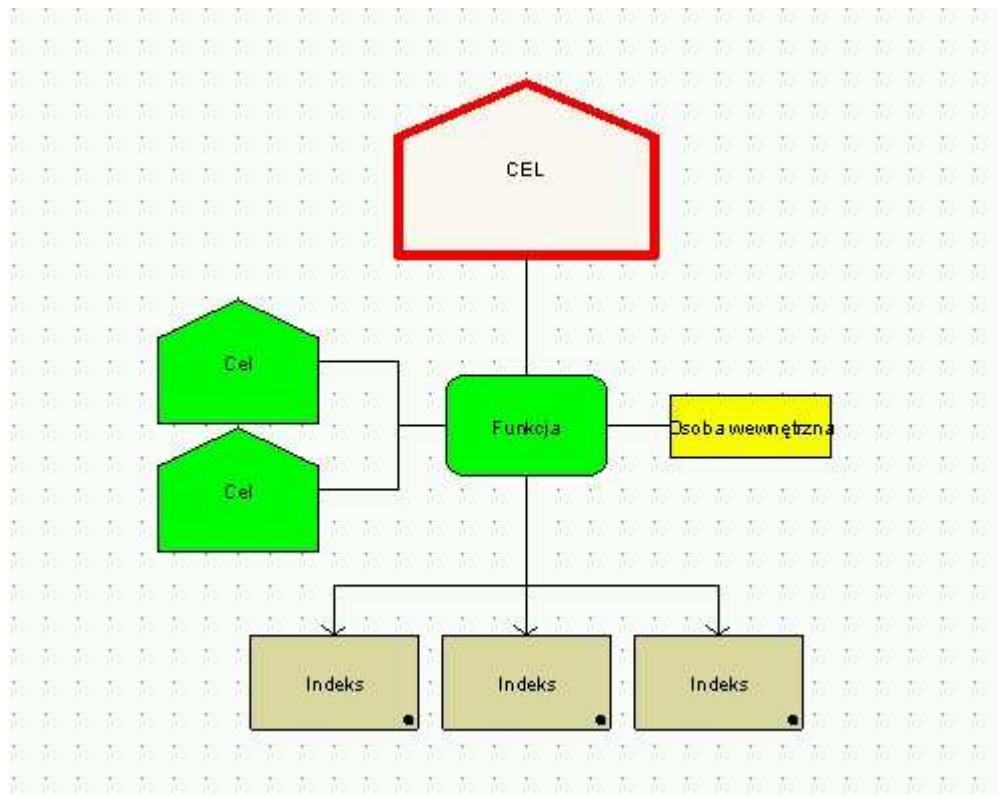 CEL
Cel
Funkcja
Osoba wewnętrzna
Cel
Indeks
Indeks
Indeks